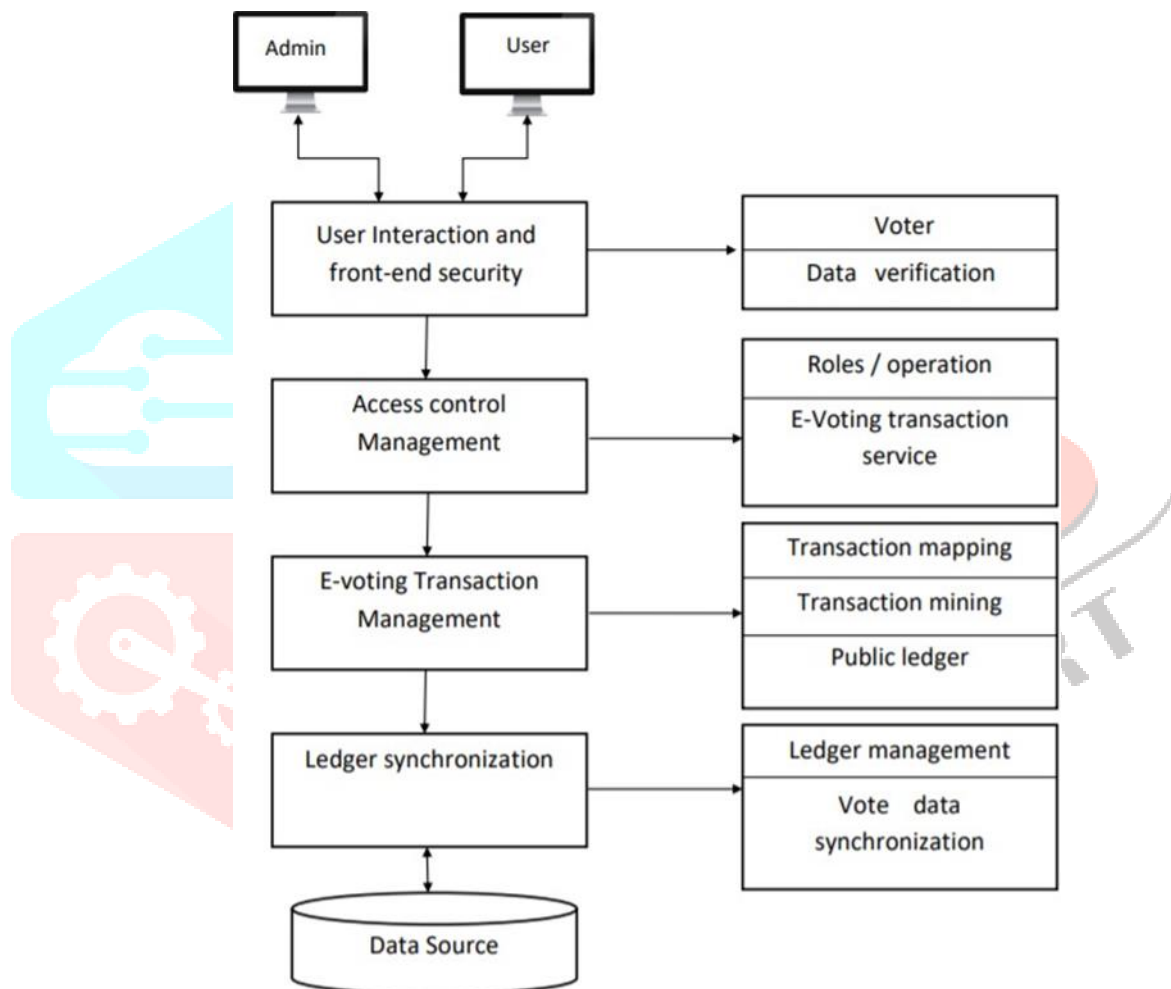 Admin
User
User Interaction and
front-end security
Voter
Data verification
Access control
Management
Roles / operation
E-Voting transaction
service
E-voting Transaction
Management
Transaction mapping
Transaction mining
Public ledger
Ledger synchronization
Ledger management
Vote data
synchronization
Data Source